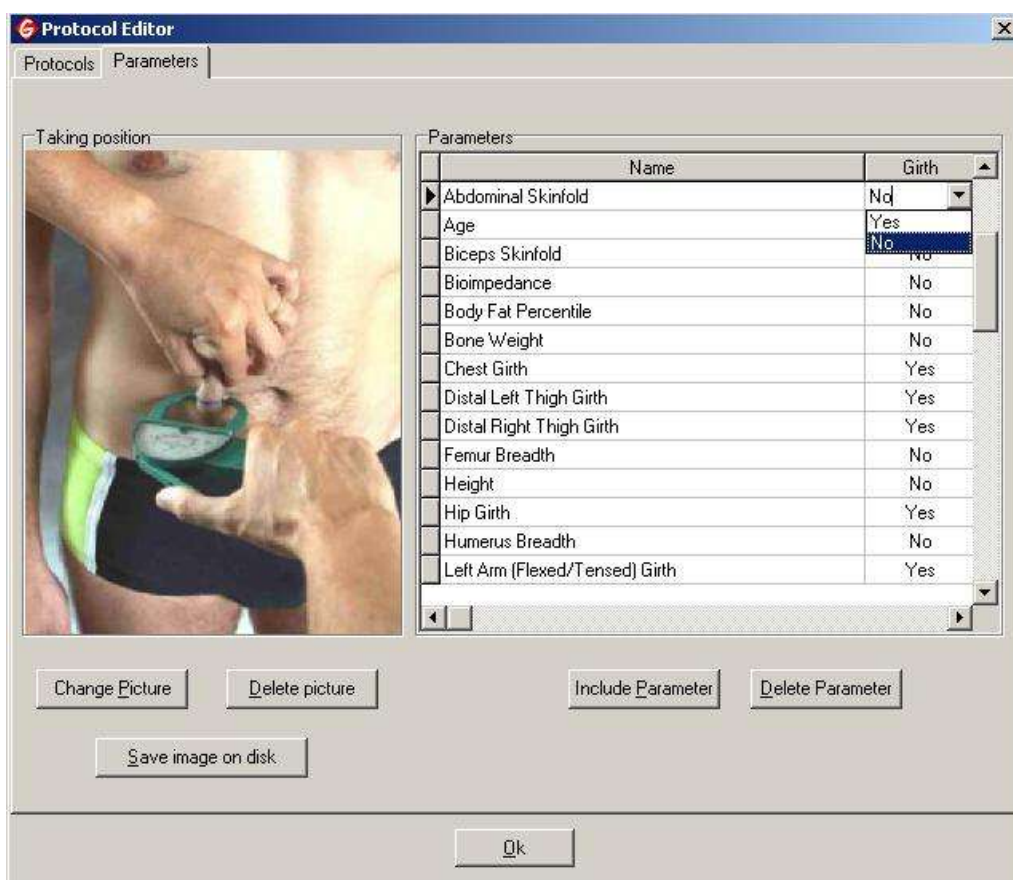 Protocol Editor
Protocols Parameters
Taking position
Parameters
Name Girth
Abdominal Skinfold No
Age Yes
No
Biceps Skinfold No
Bioimpedance No
Body Fat Percentile No
Bone Weight No
Chest Girth Yes
Distal Left Thigh Girth Yes
Distal Right Thigh Girth Yes
Femur Breadth No
Height No
Hip Girth Yes
Humerus Breadth No
Left Arm (Flexed/Tensed) Girth Yes
Change Picture Delete picture Include Parameter Delete Parameter
Save image on disk
Ok